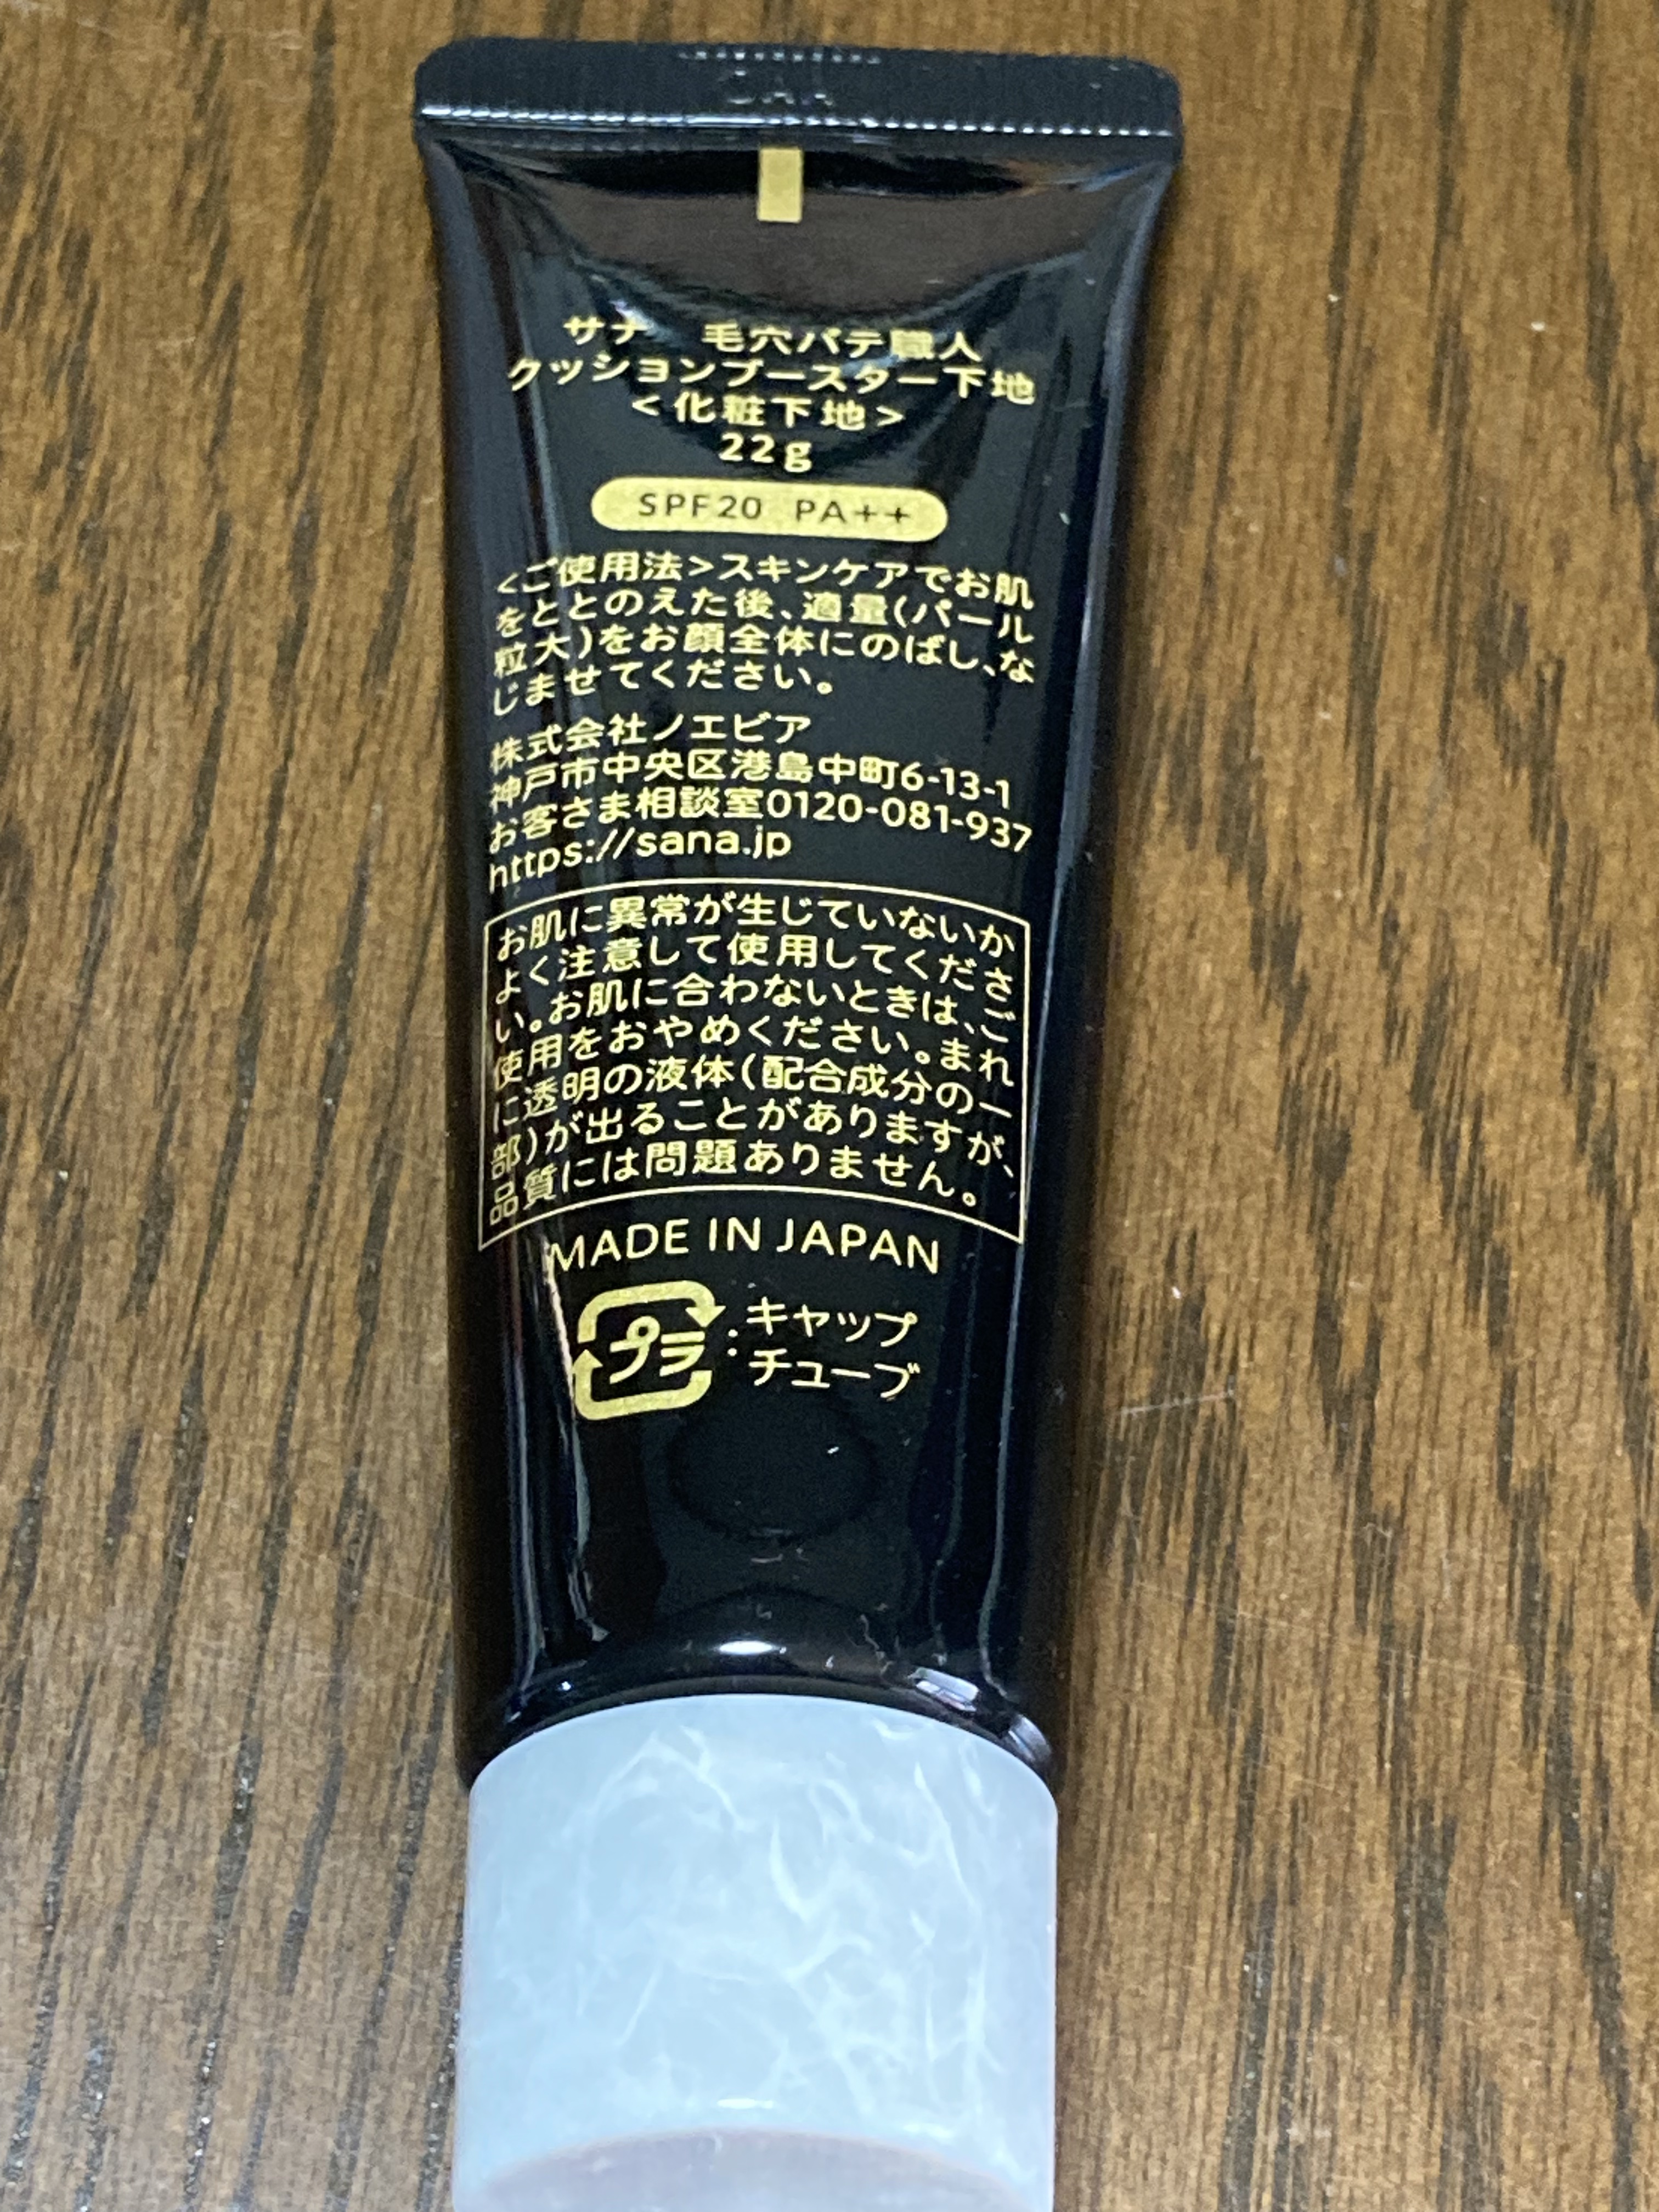 サナ 毛穴パテ職人
クッションブースター下地
<化粧下地>
22g
SPF20 PA++
<ご使用法>スキンケアでお肌
をととのえた後、適量(パール
粒大)をお顔全体にのばし、な
じませてください。
株式会社ノエビア
神戸市中央区港島中町6-13-1
お客さま相談室0120-081-937
https://sana.jp
お肌に異常が生じていないか
よく注意して使用してくださ
い。お肌に合わないときは、ご
使用をおやめください。まれ
に透明の液体(配合成分の一
部)が出ることがありますが、
品質には問題ありません。
MADE IN JAPAN
プラ:キャップ
チューブ